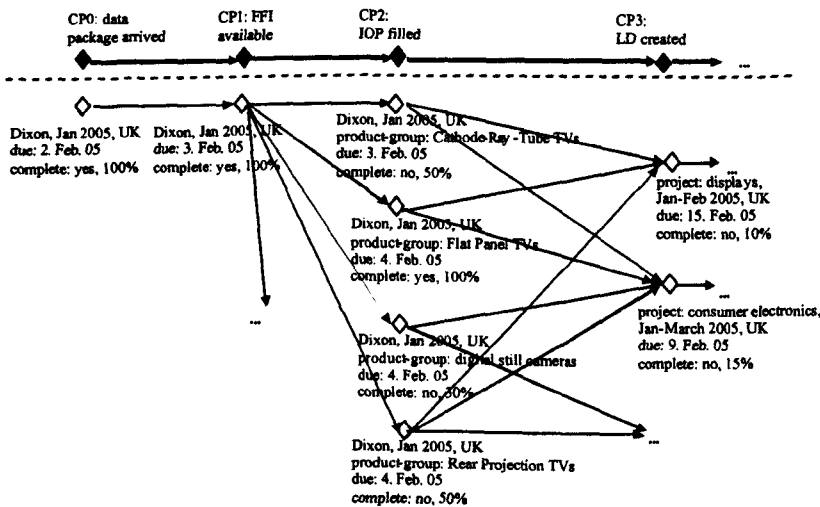 CP0: data
package arrived
CP1: FFI
available
CP2:
IOP filled
CP3:
LD created
...
Dixon, Jan 2005, UK
due: 2. Feb. 05
complete: yes, 100%
Dixon, Jan 2005, UK
due: 3. Feb. 05
complete: yes, 100%
Dixon, Jan 2005, UK
product-group: Cathode-Ray -Tube TVs
due: 3. Feb. 05
complete: no, 50%
...
project: displays,
Jan-Feb 2005, UK
due: 15. Feb. 05
complete: no, 10%
Dixon, Jan 2005, UK
product-group: Flat Panel TVs
due: 4. Feb. 05
complete: yes, 100%
...
project: consumer electronics,
Jan-March 2005, UK
due: 9. Feb. 05
complete: no, 15%
...
Dixon, Jan 2005, UK
product-group: digital still cameras
due: 4. Feb. 05
complete: no, 30%
...
Dixon, Jan 2005, UK
product-group: Rear Projection TVs
due: 4. Feb. 05
complete: no, 50%